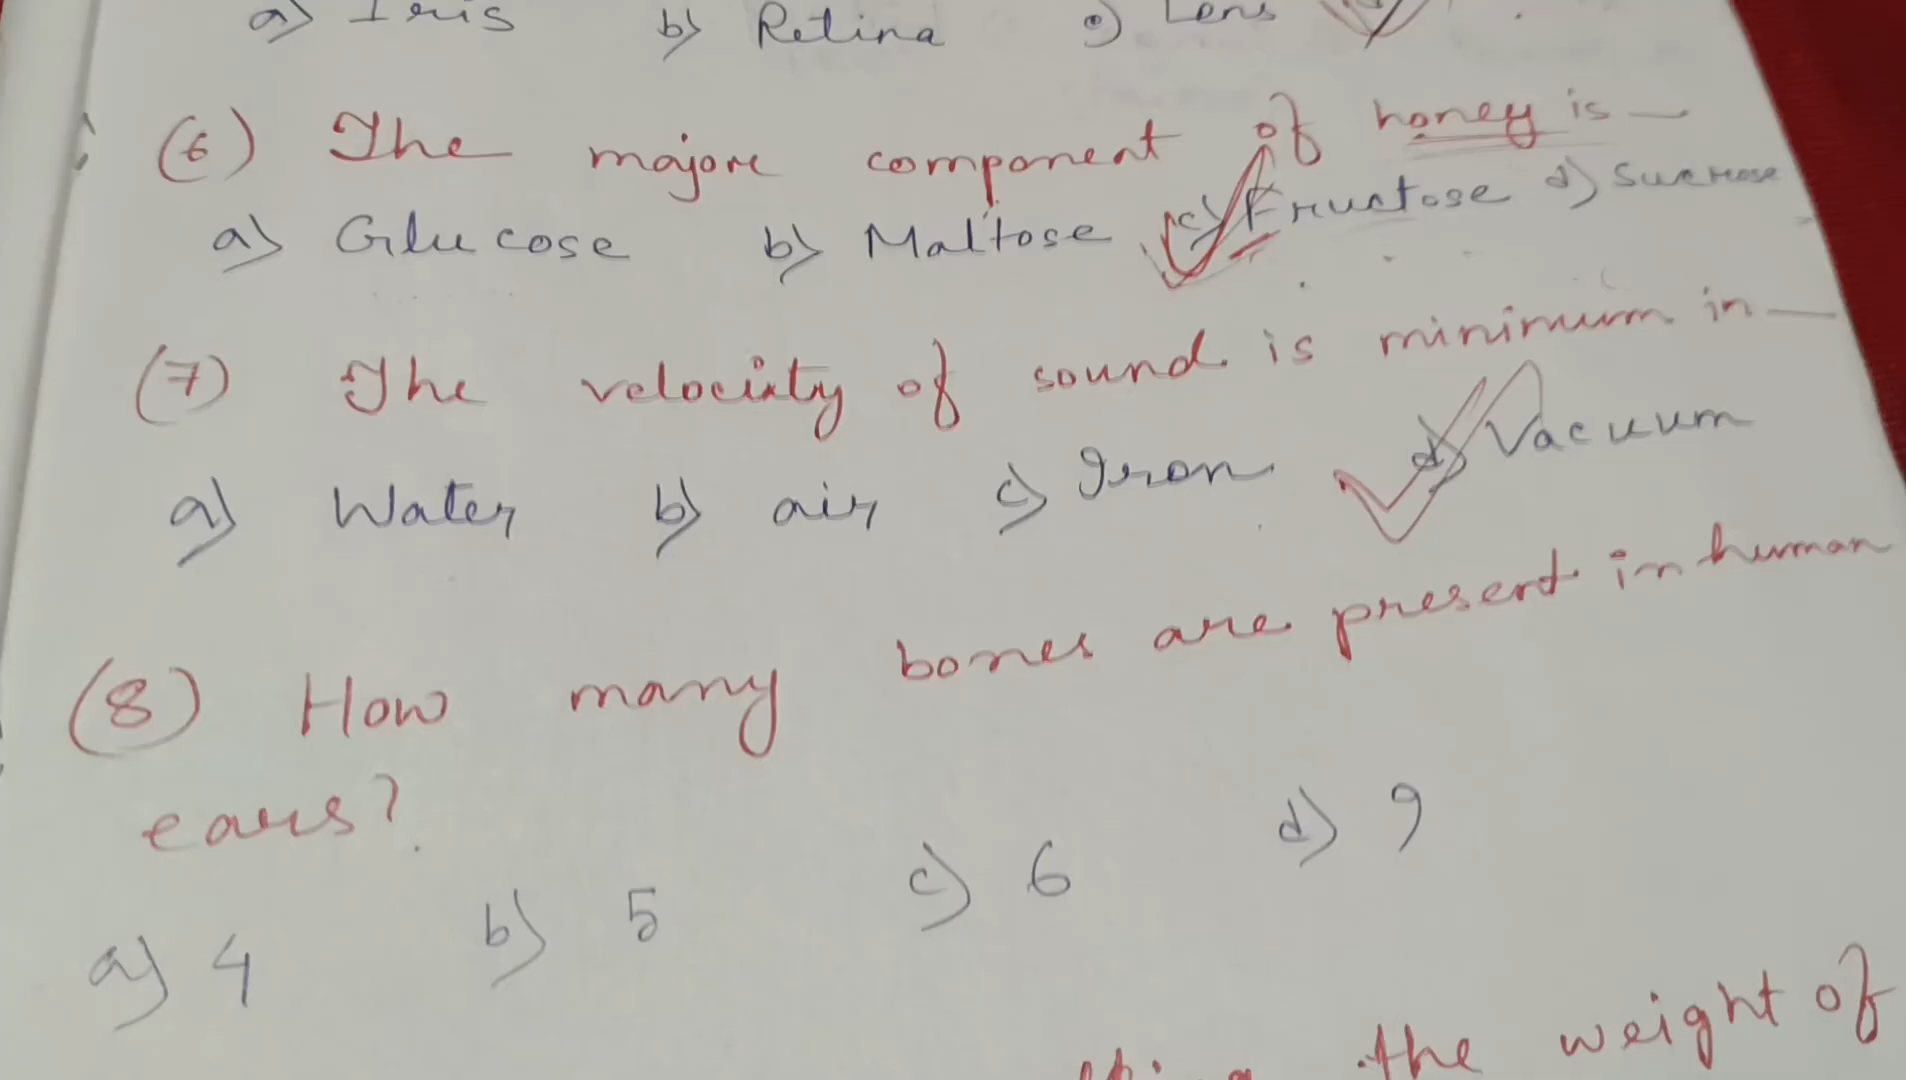 a) Iris b) Retina c) Lens
(6) The majore component of honey is —
a) Glucose b) Maltose c) Fructose d) Sucrose
(7) The velocity of sound is minimum in —
a) Water b) air c) Iron d) Vacuum
(8) How many bones are present in human
ears?
a) 4 b) 5 c) 6 d) 9
the weight of